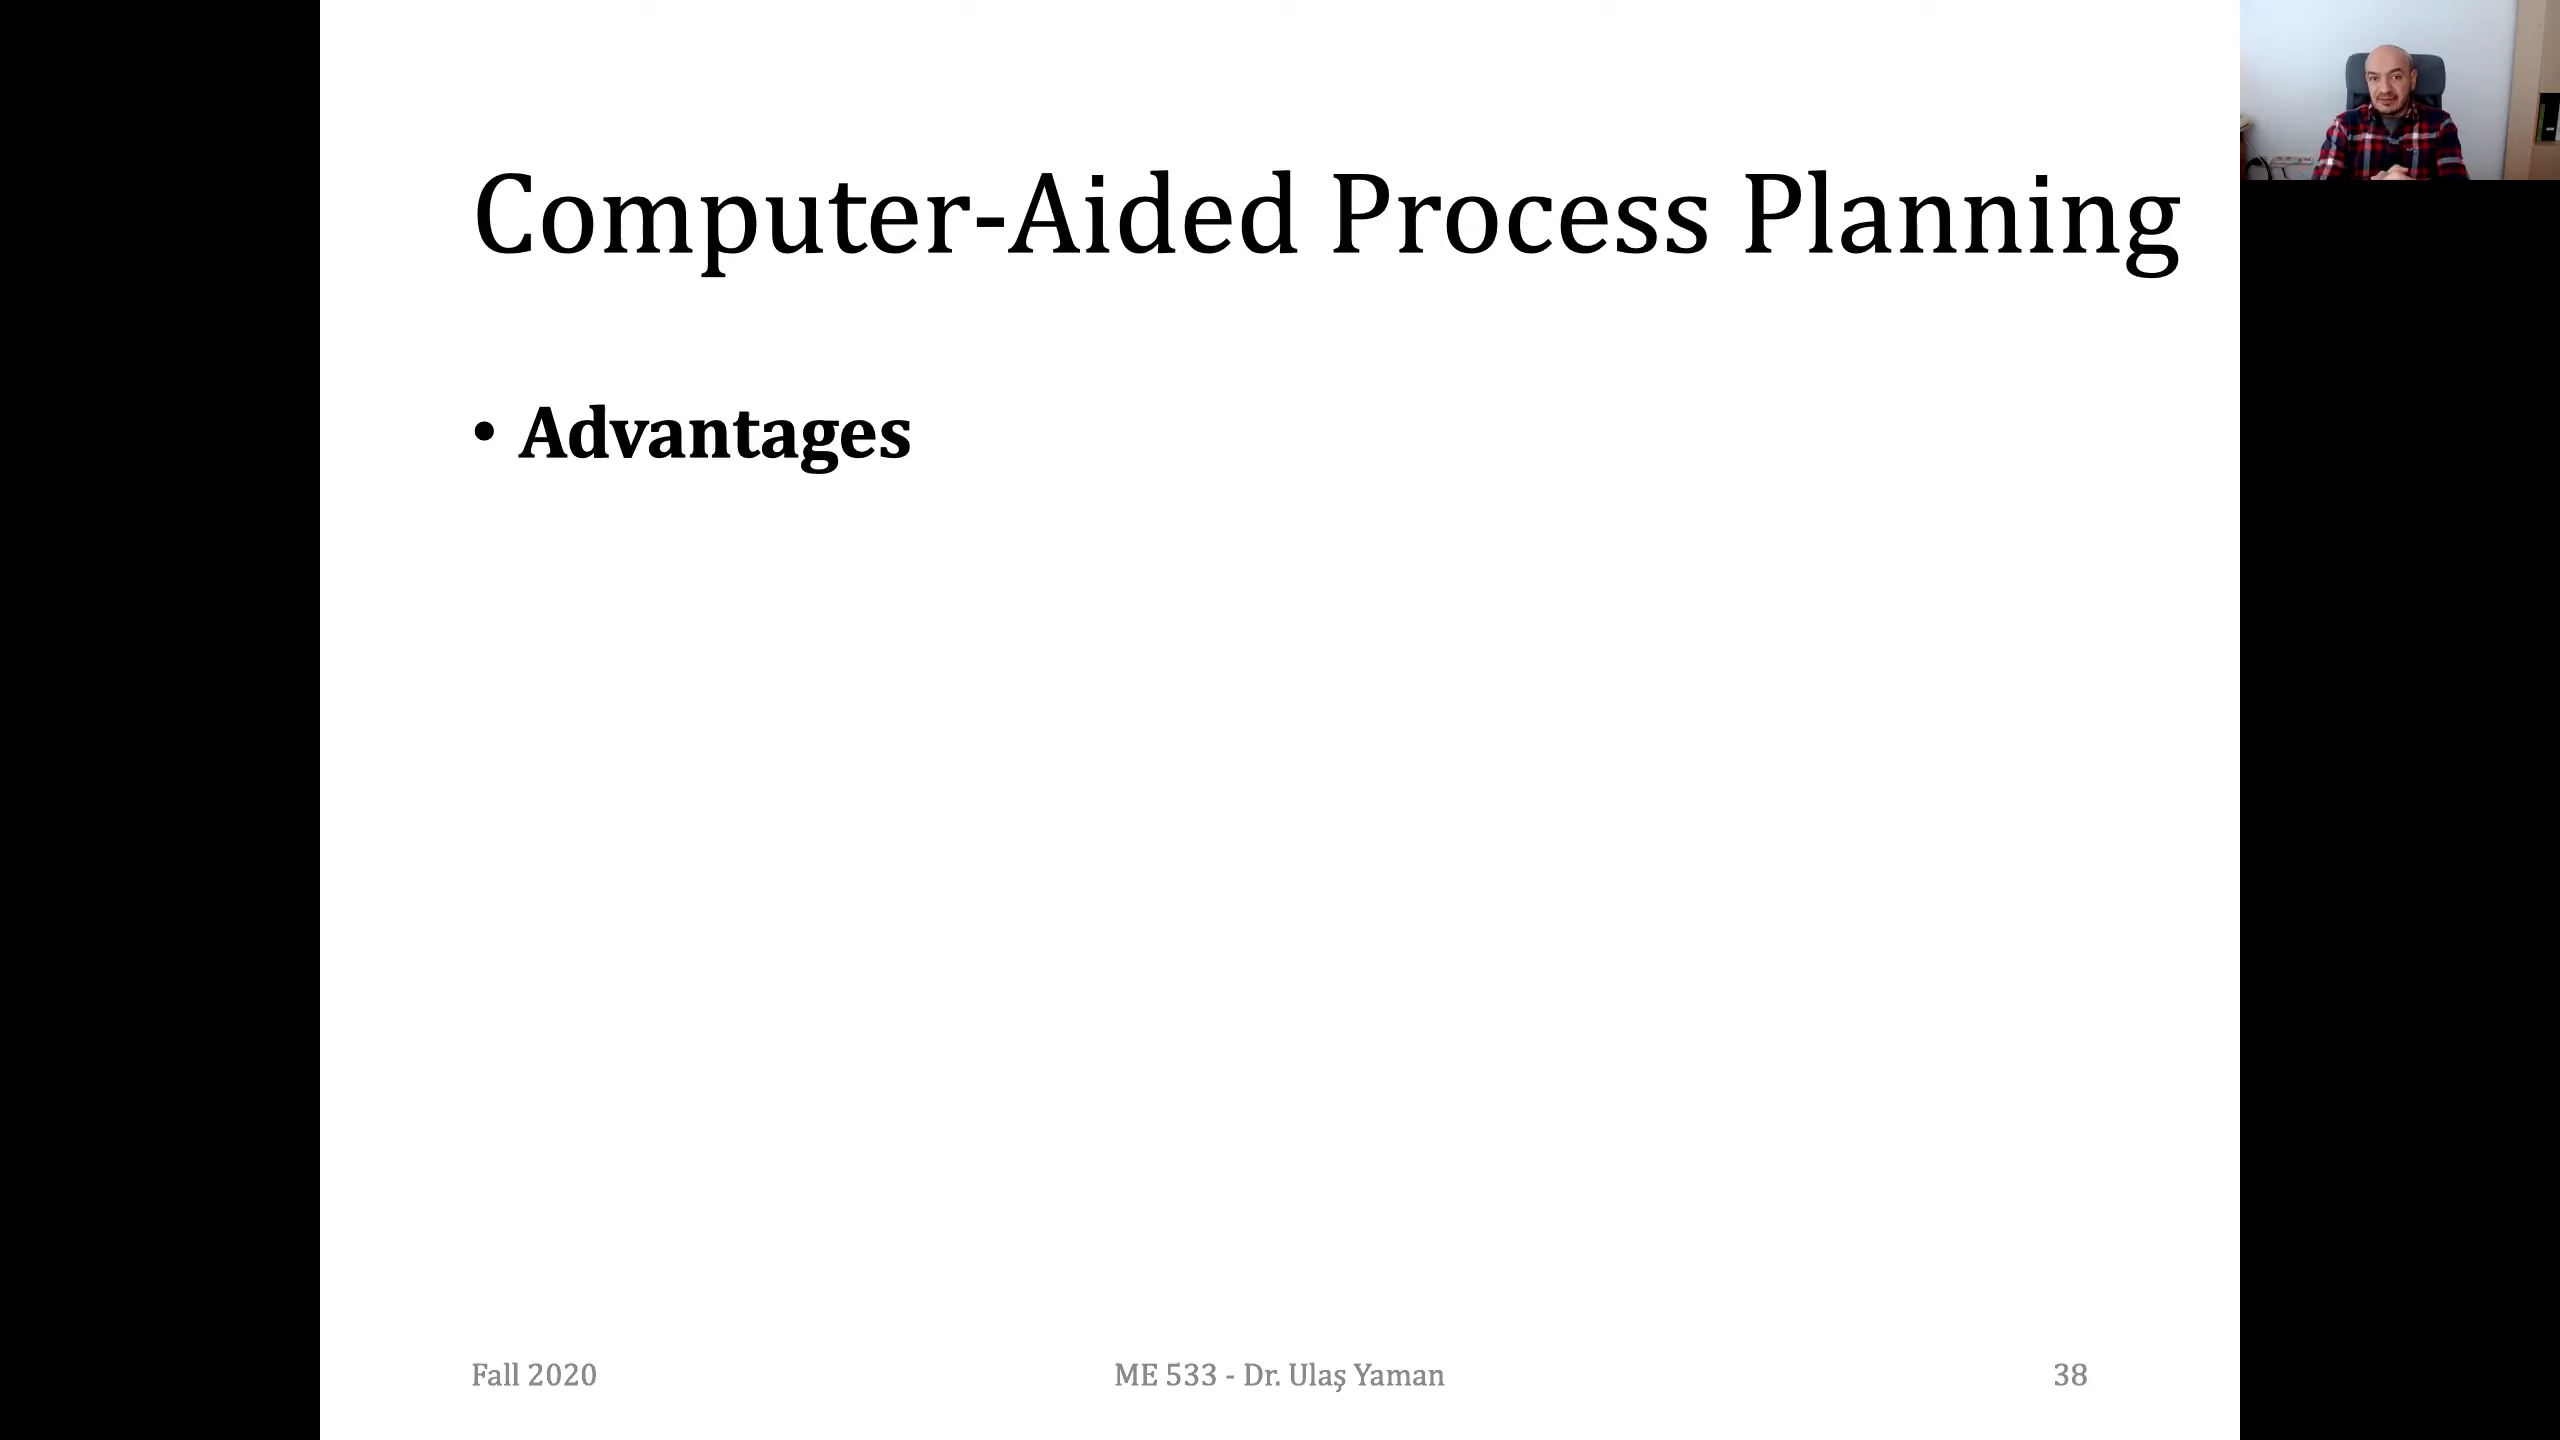 Computer-Aided Process Planning
• Advantages
Fall 2020
ME 533 - Dr. Ulaş Yaman
38